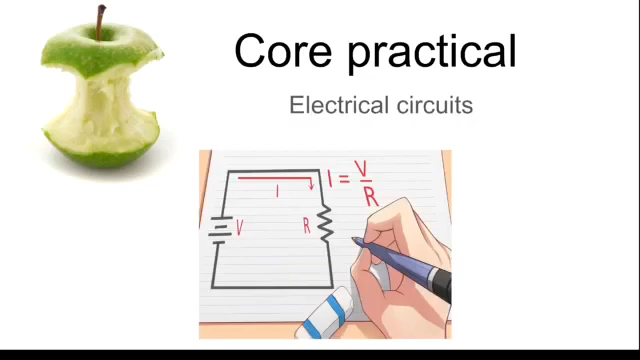 Core practical
Electrical circuits
I = V/R
I
V
R